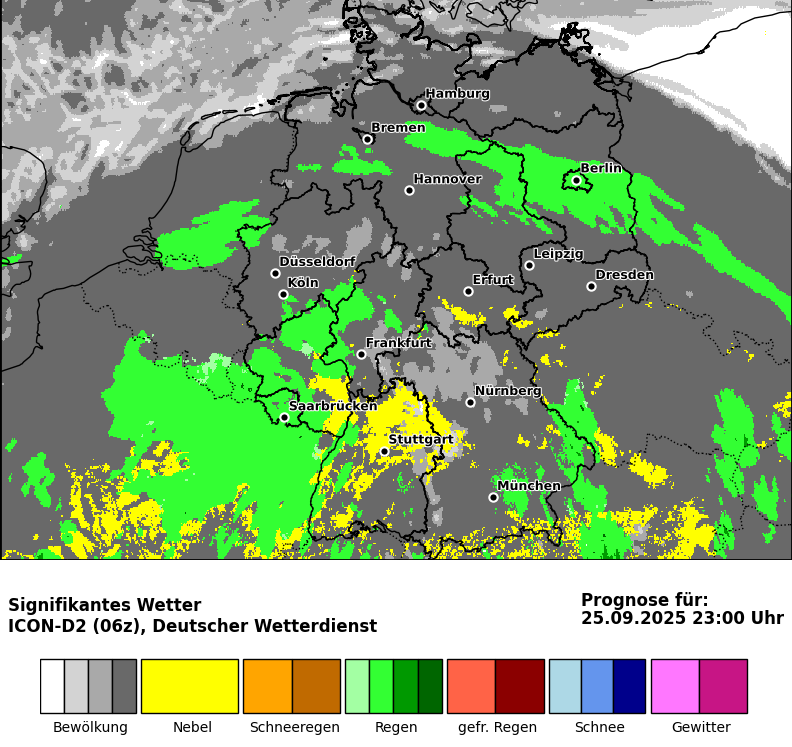 Hamburg
Bremen
Berlin
Hannover
Düsseldorf
Leipzig
Köln
Erfurt
Dresden
Frankfurt
Nürnberg
Saarbrücken
Stuttgart
München
Signifikantes Wetter
ICON-D2 (06z), Deutscher Wetterdienst
Prognose für:
25.09.2025 23:00 Uhr
Bewölkung
Nebel
Schneeregen
Regen
gefr. Regen
Schnee
Gewitter